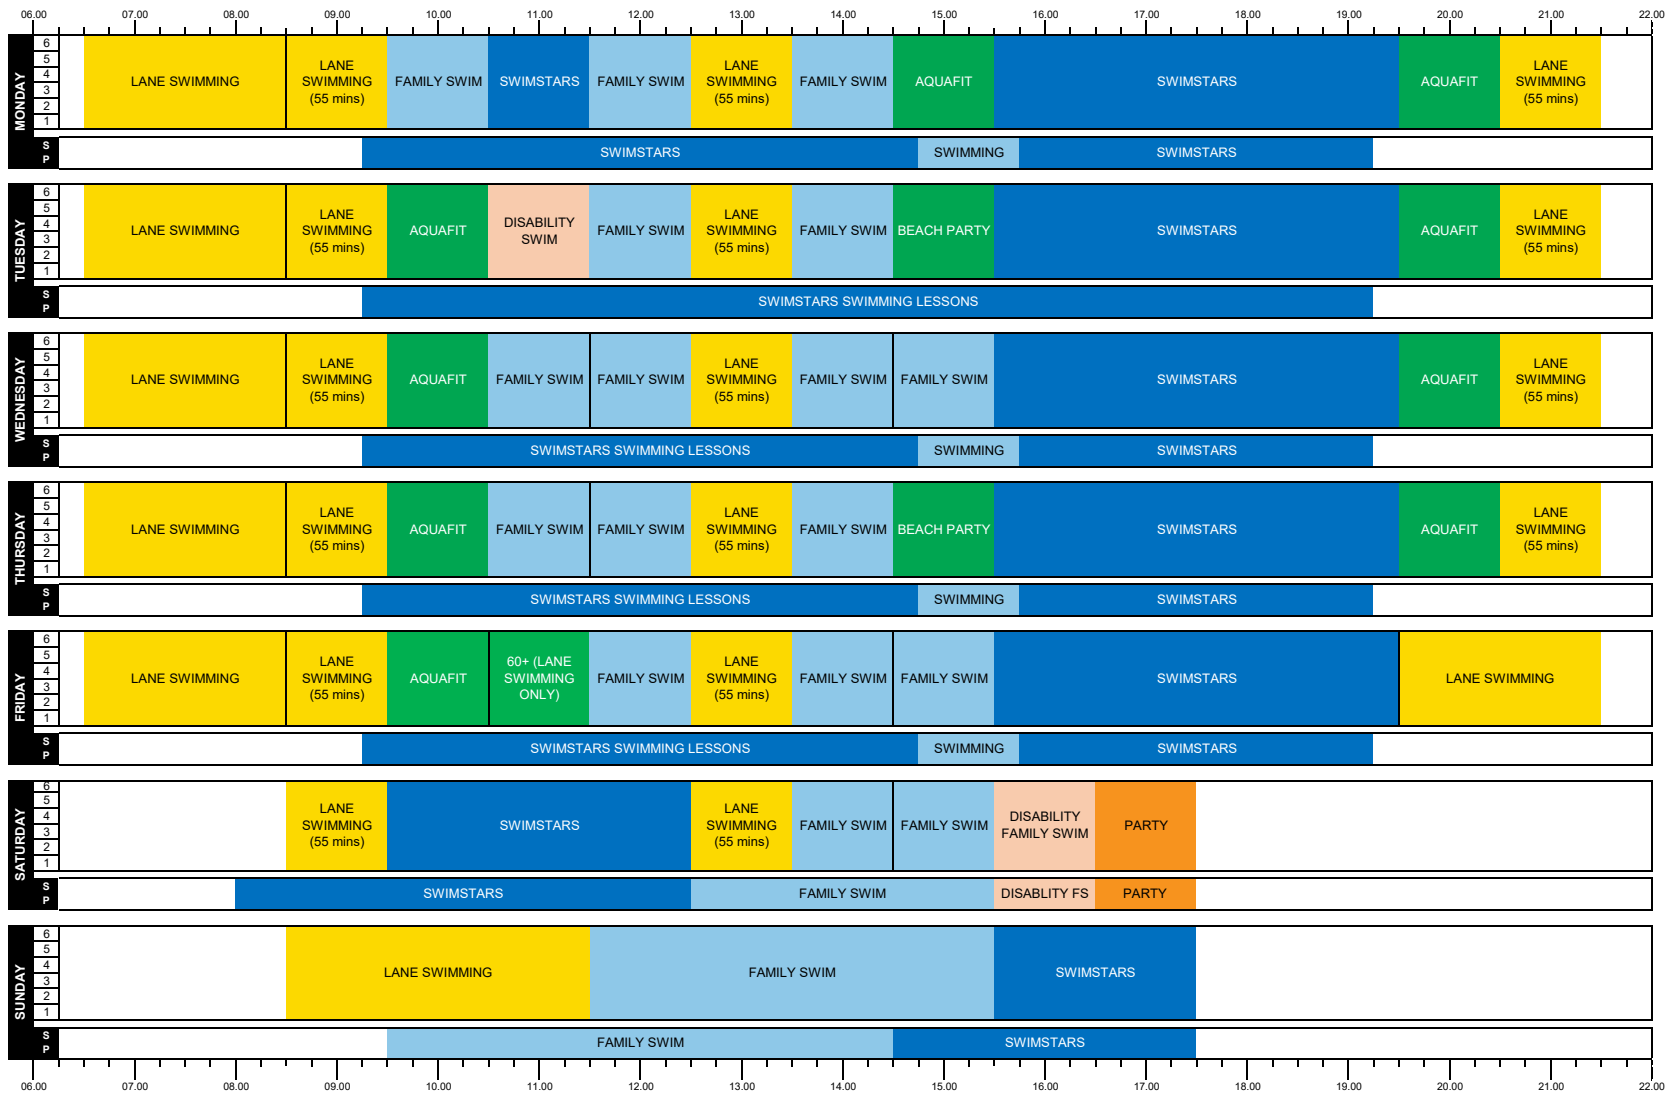 06.00 07.00 08.00 09.00 10.00 11.00 12.00 13.00 14.00 15.00 16.00 17.00 18.00 19.00 20.00 21.00 22.00
MONDAY
6
5
4
3
2
1
LANE SWIMMING
LANE
SWIMMING
(55 mins)
FAMILY SWIM
SWIMSTARS
FAMILY SWIM
LANE
SWIMMING
(55 mins)
FAMILY SWIM
AQUAFIT
SWIMSTARS
AQUAFIT
LANE
SWIMMING
(55 mins)
S
P
SWIMSTARS
SWIMMING
SWIMSTARS
TUESDAY
6
5
4
3
2
1
LANE SWIMMING
LANE
SWIMMING
(55 mins)
AQUAFIT
DISABILITY
SWIM
FAMILY SWIM
LANE
SWIMMING
(55 mins)
FAMILY SWIM
BEACH PARTY
SWIMSTARS
AQUAFIT
LANE
SWIMMING
(55 mins)
S
P
SWIMSTARS SWIMMING LESSONS
WEDNESDAY
6
5
4
3
2
1
LANE SWIMMING
LANE
SWIMMING
(55 mins)
AQUAFIT
FAMILY SWIM
FAMILY SWIM
LANE
SWIMMING
(55 mins)
FAMILY SWIM
FAMILY SWIM
SWIMSTARS
AQUAFIT
LANE
SWIMMING
(55 mins)
S
P
SWIMSTARS SWIMMING LESSONS
SWIMMING
SWIMSTARS
THURSDAY
6
5
4
3
2
1
LANE SWIMMING
LANE
SWIMMING
(55 mins)
AQUAFIT
FAMILY SWIM
FAMILY SWIM
LANE
SWIMMING
(55 mins)
FAMILY SWIM
BEACH PARTY
SWIMSTARS
AQUAFIT
LANE
SWIMMING
(55 mins)
S
P
SWIMSTARS SWIMMING LESSONS
SWIMMING
SWIMSTARS
FRIDAY
6
5
4
3
2
1
LANE SWIMMING
LANE
SWIMMING
(55 mins)
AQUAFIT
60+ (LANE
SWIMMING
ONLY)
FAMILY SWIM
LANE
SWIMMING
(55 mins)
FAMILY SWIM
FAMILY SWIM
SWIMSTARS
LANE SWIMMING
S
P
SWIMSTARS SWIMMING LESSONS
SWIMMING
SWIMSTARS
SATURDAY
6
5
4
3
2
1
LANE
SWIMMING
(55 mins)
SWIMSTARS
LANE
SWIMMING
(55 mins)
FAMILY SWIM
FAMILY SWIM
DISABILITY
FAMILY SWIM
PARTY
S
P
SWIMSTARS
FAMILY SWIM
DISABLITY FS
PARTY
SUNDAY
6
5
4
3
2
1
LANE SWIMMING
FAMILY SWIM
SWIMSTARS
S
P
FAMILY SWIM
SWIMSTARS
06.00 07.00 08.00 09.00 10.00 11.00 12.00 13.00 14.00 15.00 16.00 17.00 18.00 19.00 20.00 21.00 22.00